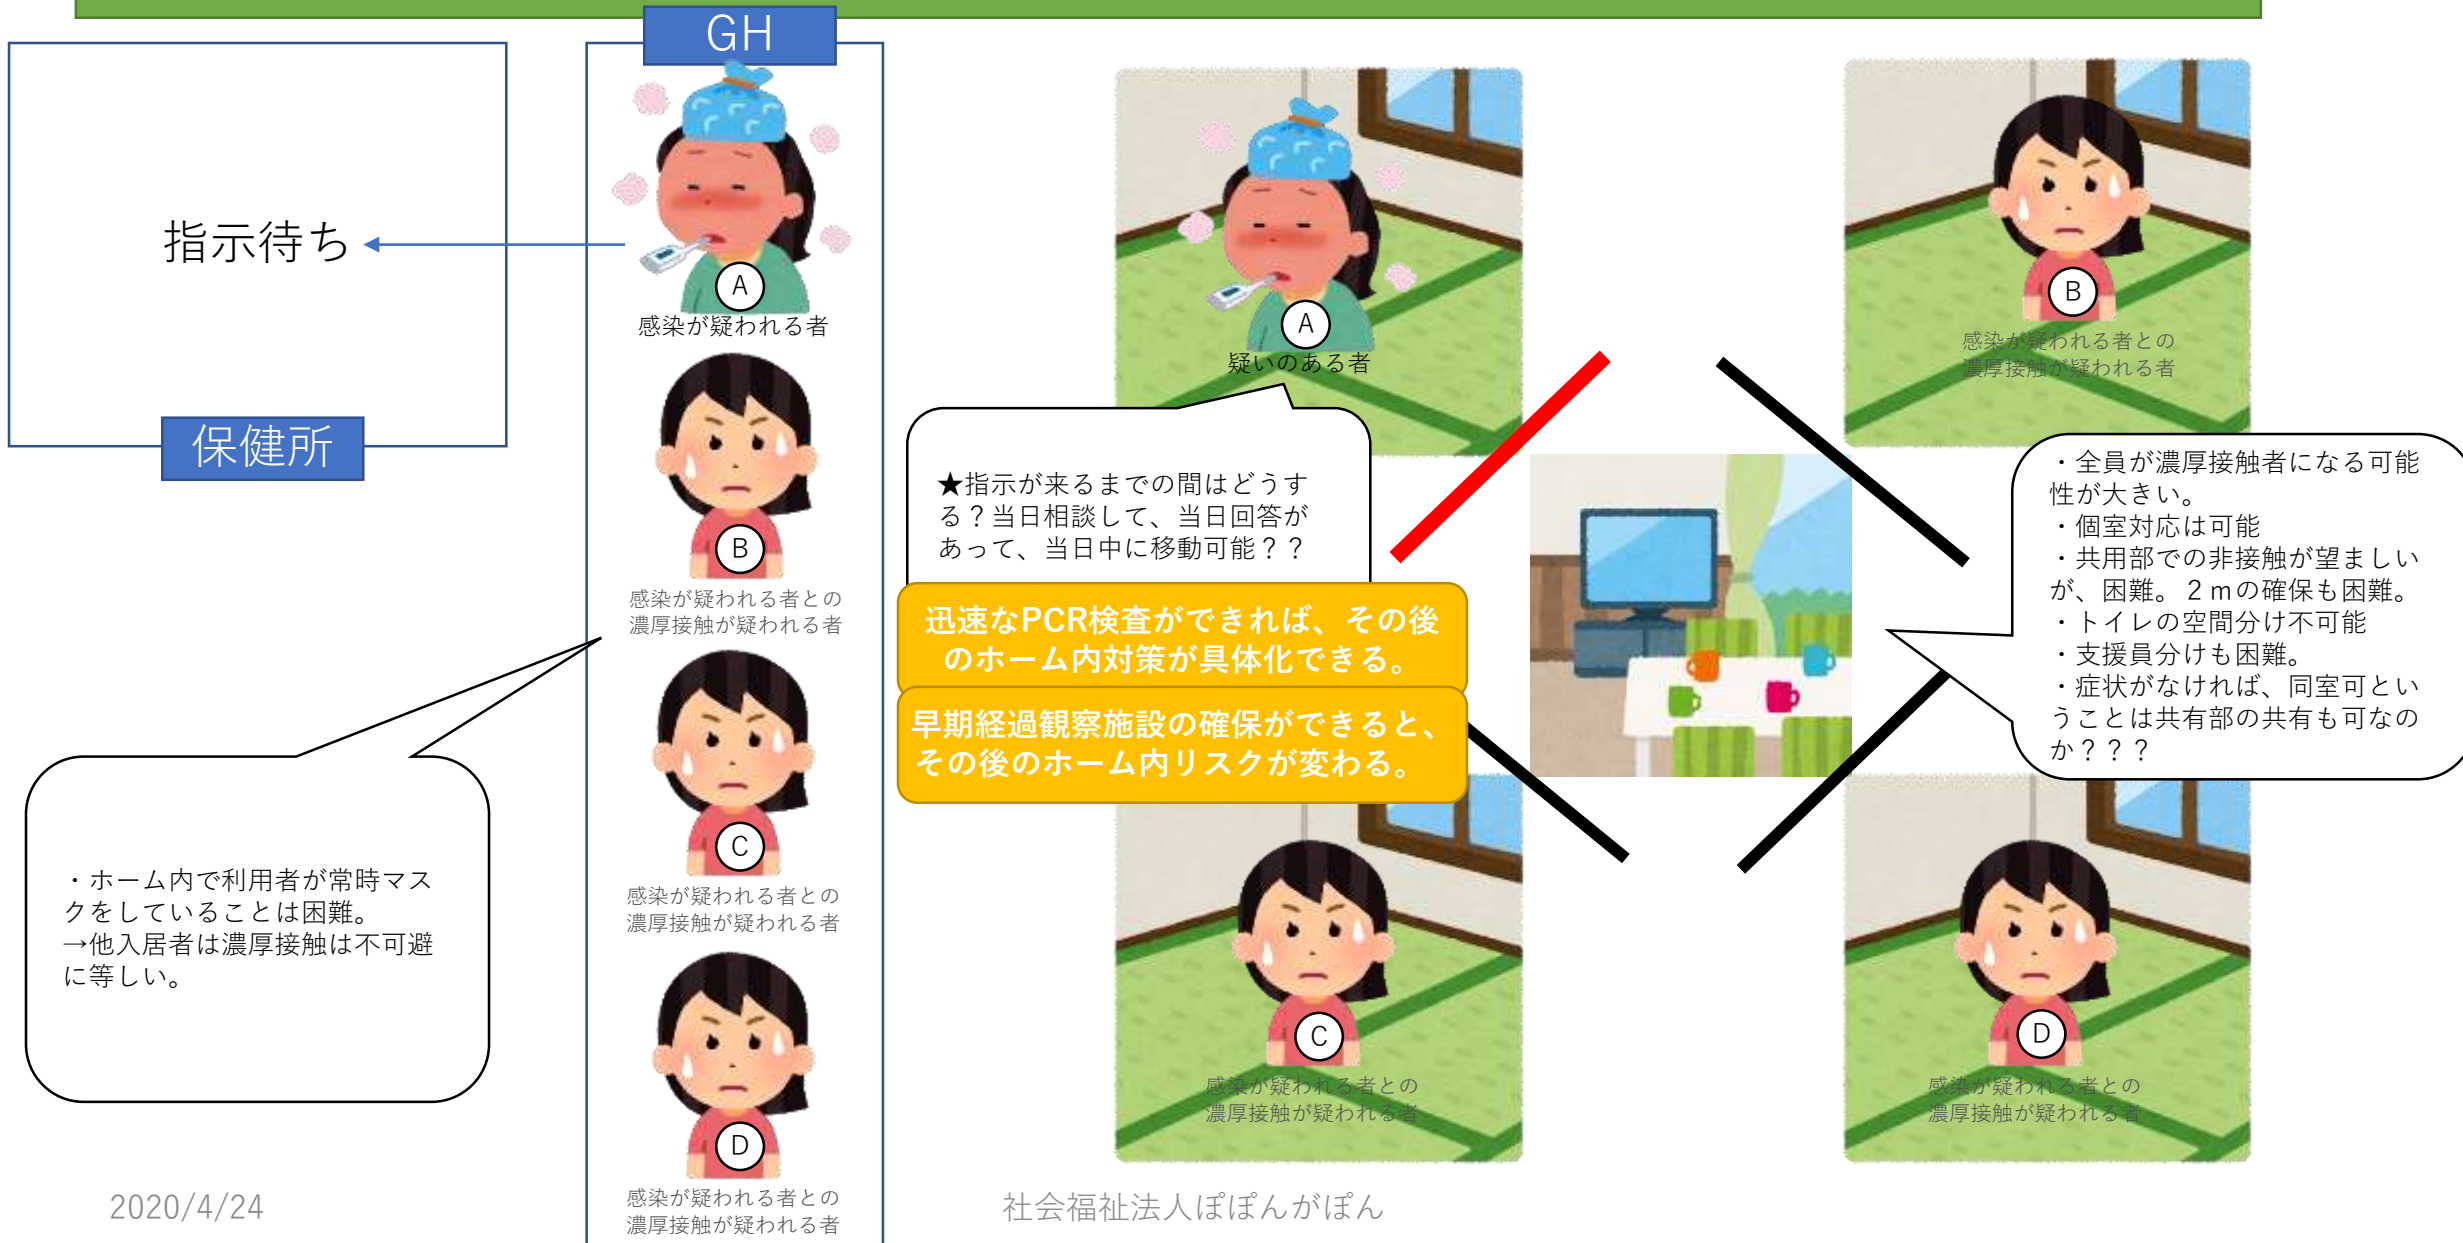 GH
指示待ち
保健所
A
感染が疑われる者
B
感染が疑われる者との
濃厚接触が疑われる者
C
感染が疑われる者との
濃厚接触が疑われる者
D
感染が疑われる者との
濃厚接触が疑われる者
・ホーム内で利用者が常時マス
クをしていることは困難。
→他入居者は濃厚接触は不可避
に等しい。
A
疑いのある者
★指示が来るまでの間はどうす
る？当日相談して、当日回答が
あって、当日中に移動可能？？
迅速なPCR検査ができれば、その後
のホーム内対策が具体化できる。
早期経過観察施設の確保ができると、
その後のホーム内リスクが変わる。
B
感染が疑われる者との
濃厚接触が疑われる者
・全員が濃厚接触者になる可能
性が大きい。
・個室対応は可能
・共用部での非接触が望ましい
が、困難。２ｍの確保も困難。
・トイレの空間分け不可能
・支援員分けも困難。
・症状がなければ、同室可とい
うことは共有部の共有も可なの
か？？？
C
感染が疑われる者との
濃厚接触が疑われる者
D
感染が疑われる者との
濃厚接触が疑われる者
2020/4/24
社会福祉法人ぽぽんがぽん